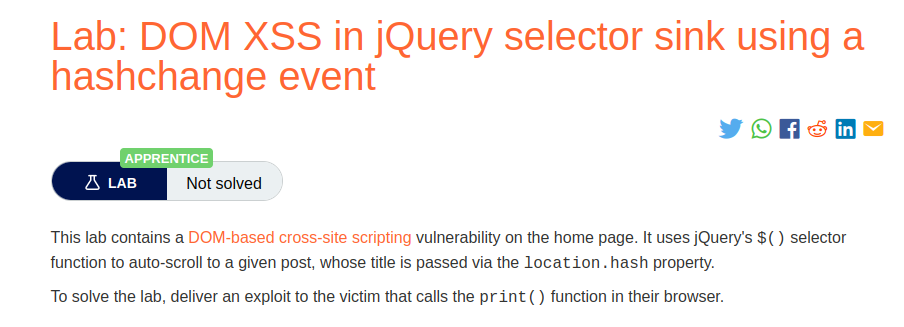 Lab: DOM XSS in jQuery selector sink using a
hashchange event
APPRENTICE
LAB
Not solved
This lab contains a DOM-based cross-site scripting vulnerability on the home page. It uses jQuery's $() selector
function to auto-scroll to a given post, whose title is passed via the location.hash property.
To solve the lab, deliver an exploit to the victim that calls the print() function in their browser.